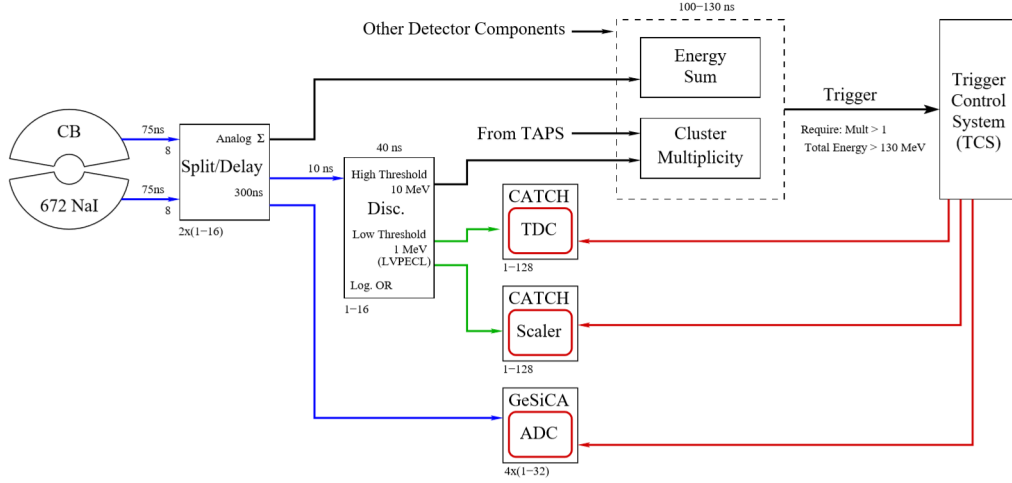 100−130 ns
Other Detector Components
Energy
Sum
Trigger
Control
System
(TCS)
Trigger
Require: Mult > 1
Total Energy > 130 MeV
From TAPS
Cluster
Multiplicity
CB
672 NaI
75ns
8
75ns
8
Analog Σ
Split/Delay
300ns
2x(1−16)
10 ns
40 ns
High Threshold
10 MeV
Disc.
Low Threshold
1 MeV
(LVPECL)
Log. OR
1−16
CATCH
TDC
1−128
CATCH
Scaler
1−128
GeSiCA
ADC
4x(1−32)